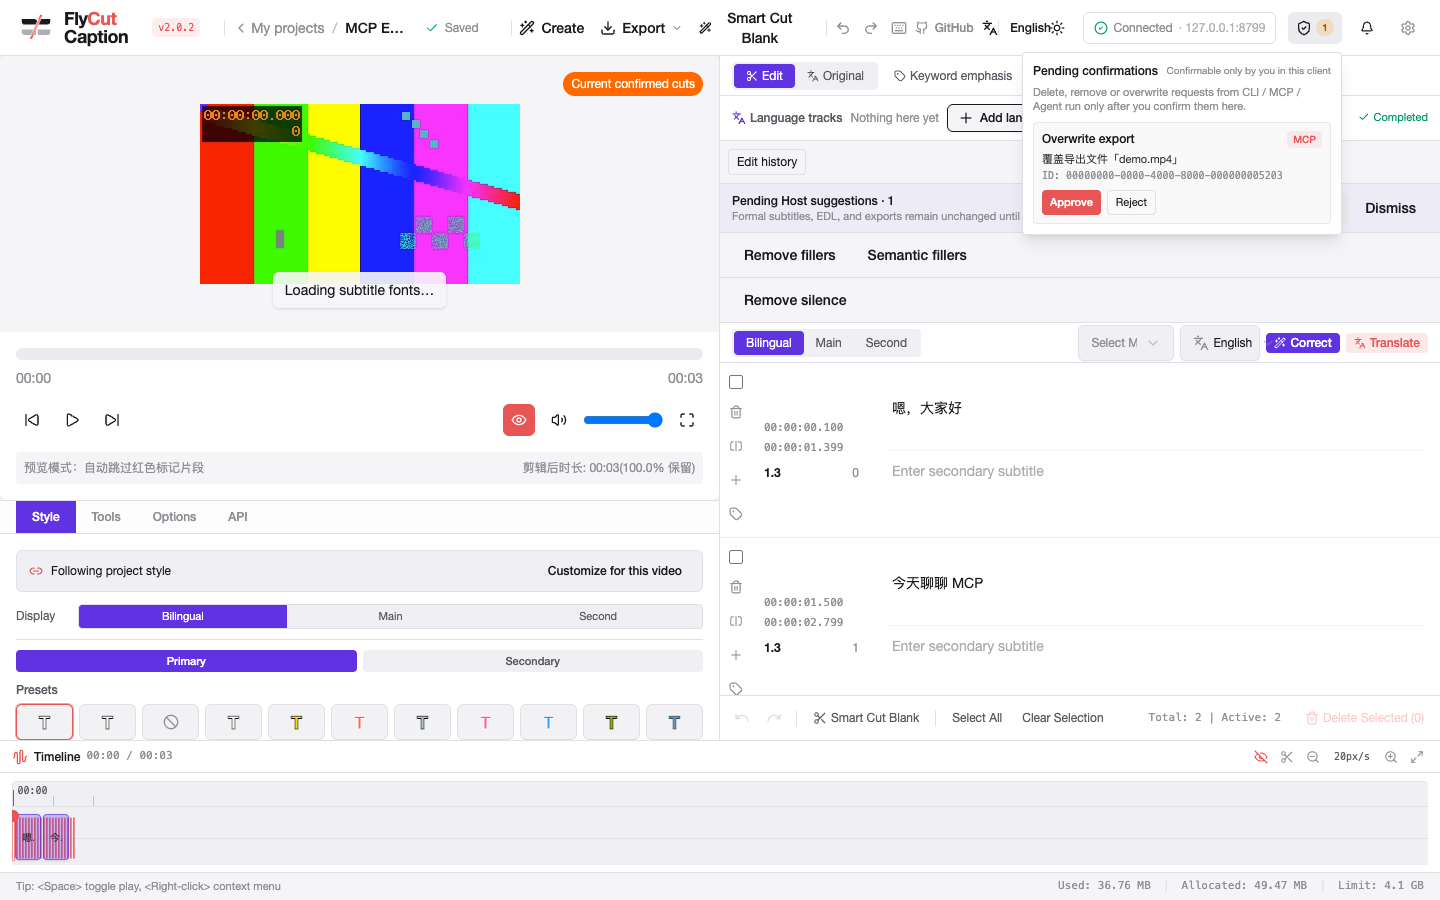 FlyCut Caption
v2.0.2
My projects / MCP E...
Saved
Create
Export
Smart Cut Blank
GitHub
English
Connected · 127.0.0.1:8799
1
Current confirmed cuts
00:00:00.000
0
Loading subtitle fonts…
00:00
00:03
预览模式：自动跳过红色标记片段
剪辑后时长: 00:03(100.0% 保留)
Style
Tools
Options
API
Following project style
Customize for this video
Display
Bilingual
Main
Second
Primary
Secondary
Presets
Edit
Original
Keyword emphasis
Language tracks
Nothing here yet
Add lan
Completed
Edit history
Pending Host suggestions · 1
Formal subtitles, EDL, and exports remain unchanged until
Dismiss
Pending confirmations
Confirmable only by you in this client
Delete, remove or overwrite requests from CLI / MCP /
Agent run only after you confirm them here.
Overwrite export
MCP
覆盖导出文件「demo.mp4」
ID: 00000000-0000-4000-8000-000000005203
Approve
Reject
Remove fillers
Semantic fillers
Remove silence
Bilingual
Main
Second
Select M
English
Correct
Translate
嗯，大家好
00:00:00.100
00:00:01.399
1.3
0
Enter secondary subtitle
今天聊聊 MCP
00:00:01.500
00:00:02.799
1.3
1
Enter secondary subtitle
Smart Cut Blank
Select All
Clear Selection
Total: 2 | Active: 2
Delete Selected (0)
Timeline
00:00 / 00:03
20px/s
00:00
嗯,
今
Tip: <Space> toggle play, <Right-click> context menu
Used: 36.76 MB
Allocated: 49.47 MB
Limit: 4.1 GB